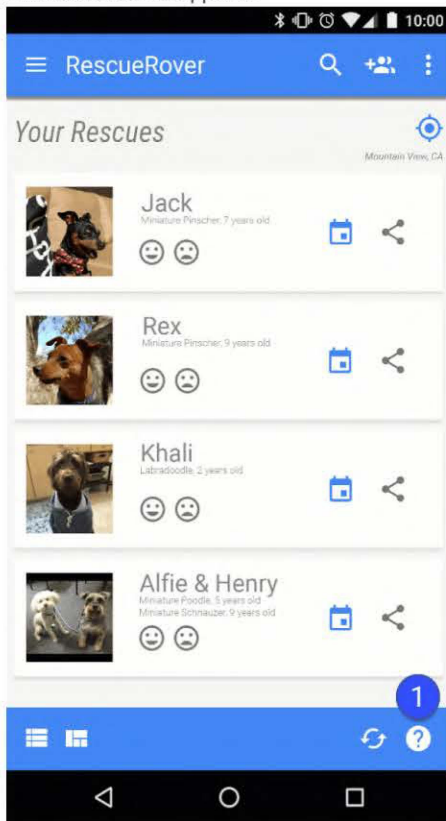 10:00
RescueRover
Your Rescues
Mountain View, CA
Jack
Miniature Pinscher, 7 years old
Rex
Miniature Pinscher, 9 years old
Khali
Labradoodle, 2 years old
Alfie & Henry
Miniature Poodle, 5 years old
Miniature Schnauzer, 9 years old
1